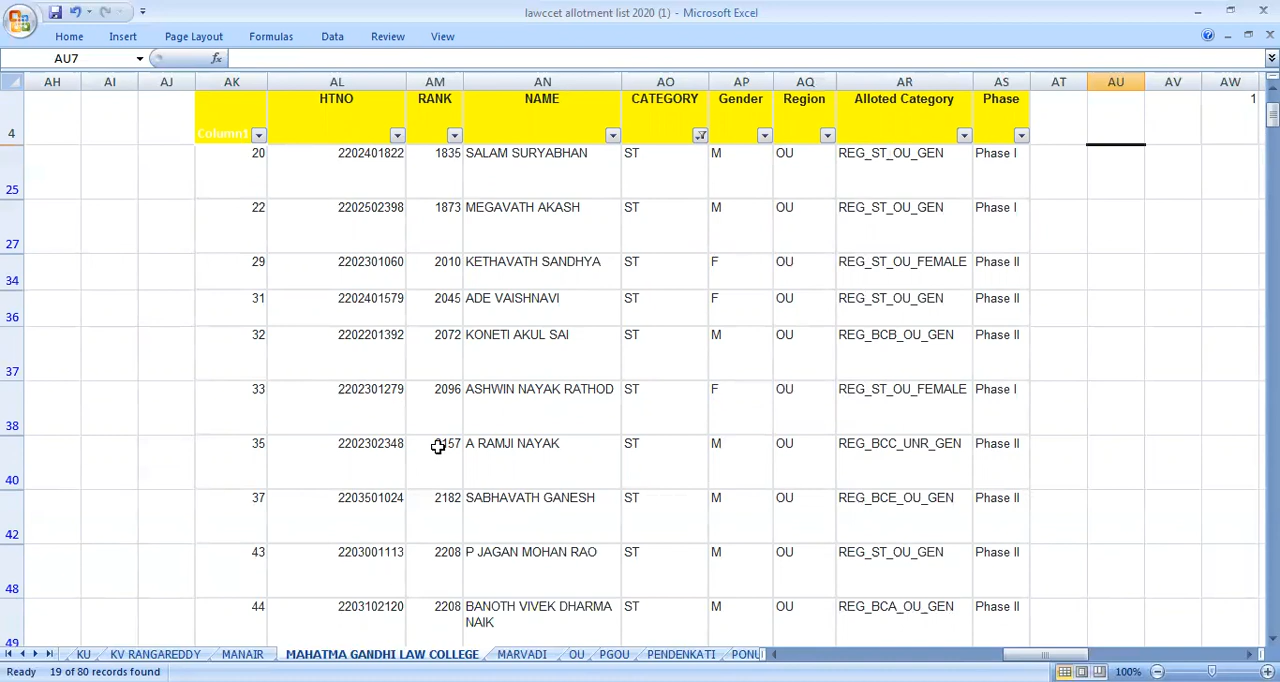 lawccet allotment list 2020 (1) - Microsoft Excel
Home Insert Page Layout Formulas Data Review View
AU7 fx
AH AI AJ AK AL AM AN AO AP AQ AR AS AT AU AV AW
4 Column1 HTNO RANK NAME CATEGORY Gender Region Alloted Category Phase 1
25 20 2202401822 1835 SALAM SURYABHAN ST M OU REG_ST_OU_GEN Phase I
27 22 2202502398 1873 MEGAVATH AKASH ST M OU REG_ST_OU_GEN Phase I
34 29 2202301060 2010 KETHAVATH SANDHYA ST F OU REG_ST_OU_FEMALE Phase II
36 31 2202401579 2045 ADE VAISHNAVI ST F OU REG_ST_OU_GEN Phase II
37 32 2202201392 2072 KONETI AKUL SAI ST M OU REG_BCB_OU_GEN Phase II
38 33 2202301279 2096 ASHWIN NAYAK RATHOD ST F OU REG_ST_OU_FEMALE Phase I
40 35 2202302348 A RAMJI NAYAK ST M OU REG_BCC_UNR_GEN Phase II
42 37 2203501024 2182 SABHAVATH GANESH ST M OU REG_BCE_OU_GEN Phase II
48 43 2203001113 2208 P JAGAN MOHAN RAO ST M OU REG_ST_OU_GEN Phase II
49 44 2203102120 2208 BANOTH VIVEK DHARMA ST M OU REG_BCA_OU_GEN Phase II
NAIK
KU KV RANGAREDDY MANAIR MAHATMA GANDHI LAW COLLEGE MARVADI OU PGOU PENDENKATI PONU
Ready 19 of 80 records found 100%